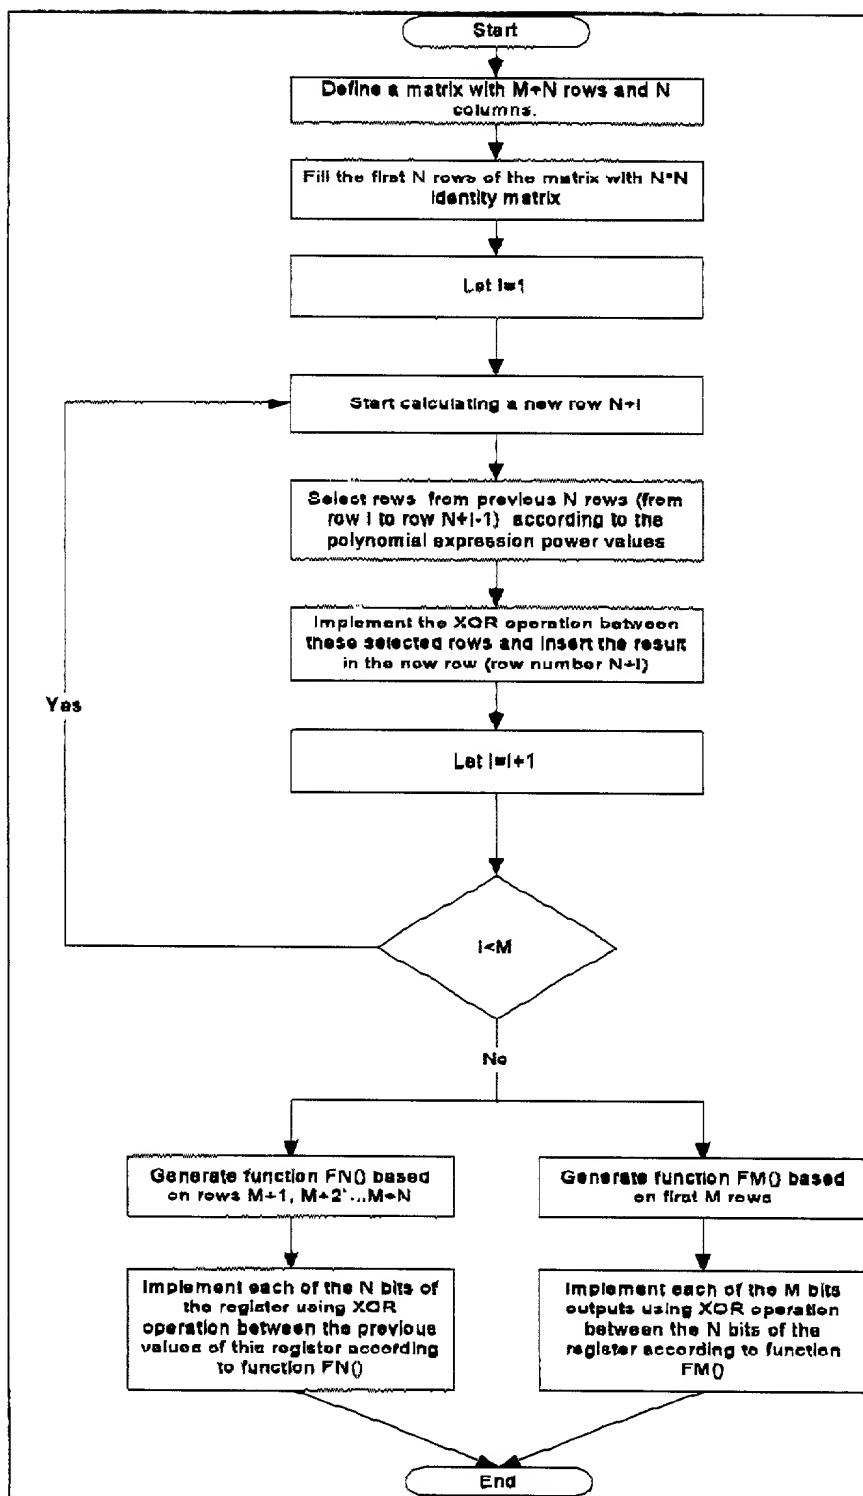 Start
Define a matrix with M+N rows and N
columns.
Fill the first N rows of the matrix with N*N
identity matrix
Let i=1
Start calculating a new row N+i
Select rows from previous N rows (from
row i to row N+i-1) according to the
polynomial expression power values
Implement the XOR operation between
these selected rows and insert the result
in the new row (row number N+i)
Yes
Let i=i+1
i<M
No
Generate function FN() based
on rows M+1, M+2`...M+N
Generate function FM() based
on first M rows
Implement each of the N bits of
the register using XOR
operation between the previous
values of this register according
to function FN()
Implement each of the M bits
outputs using XOR operation
between the N bits of the
register according to function
FM()
End